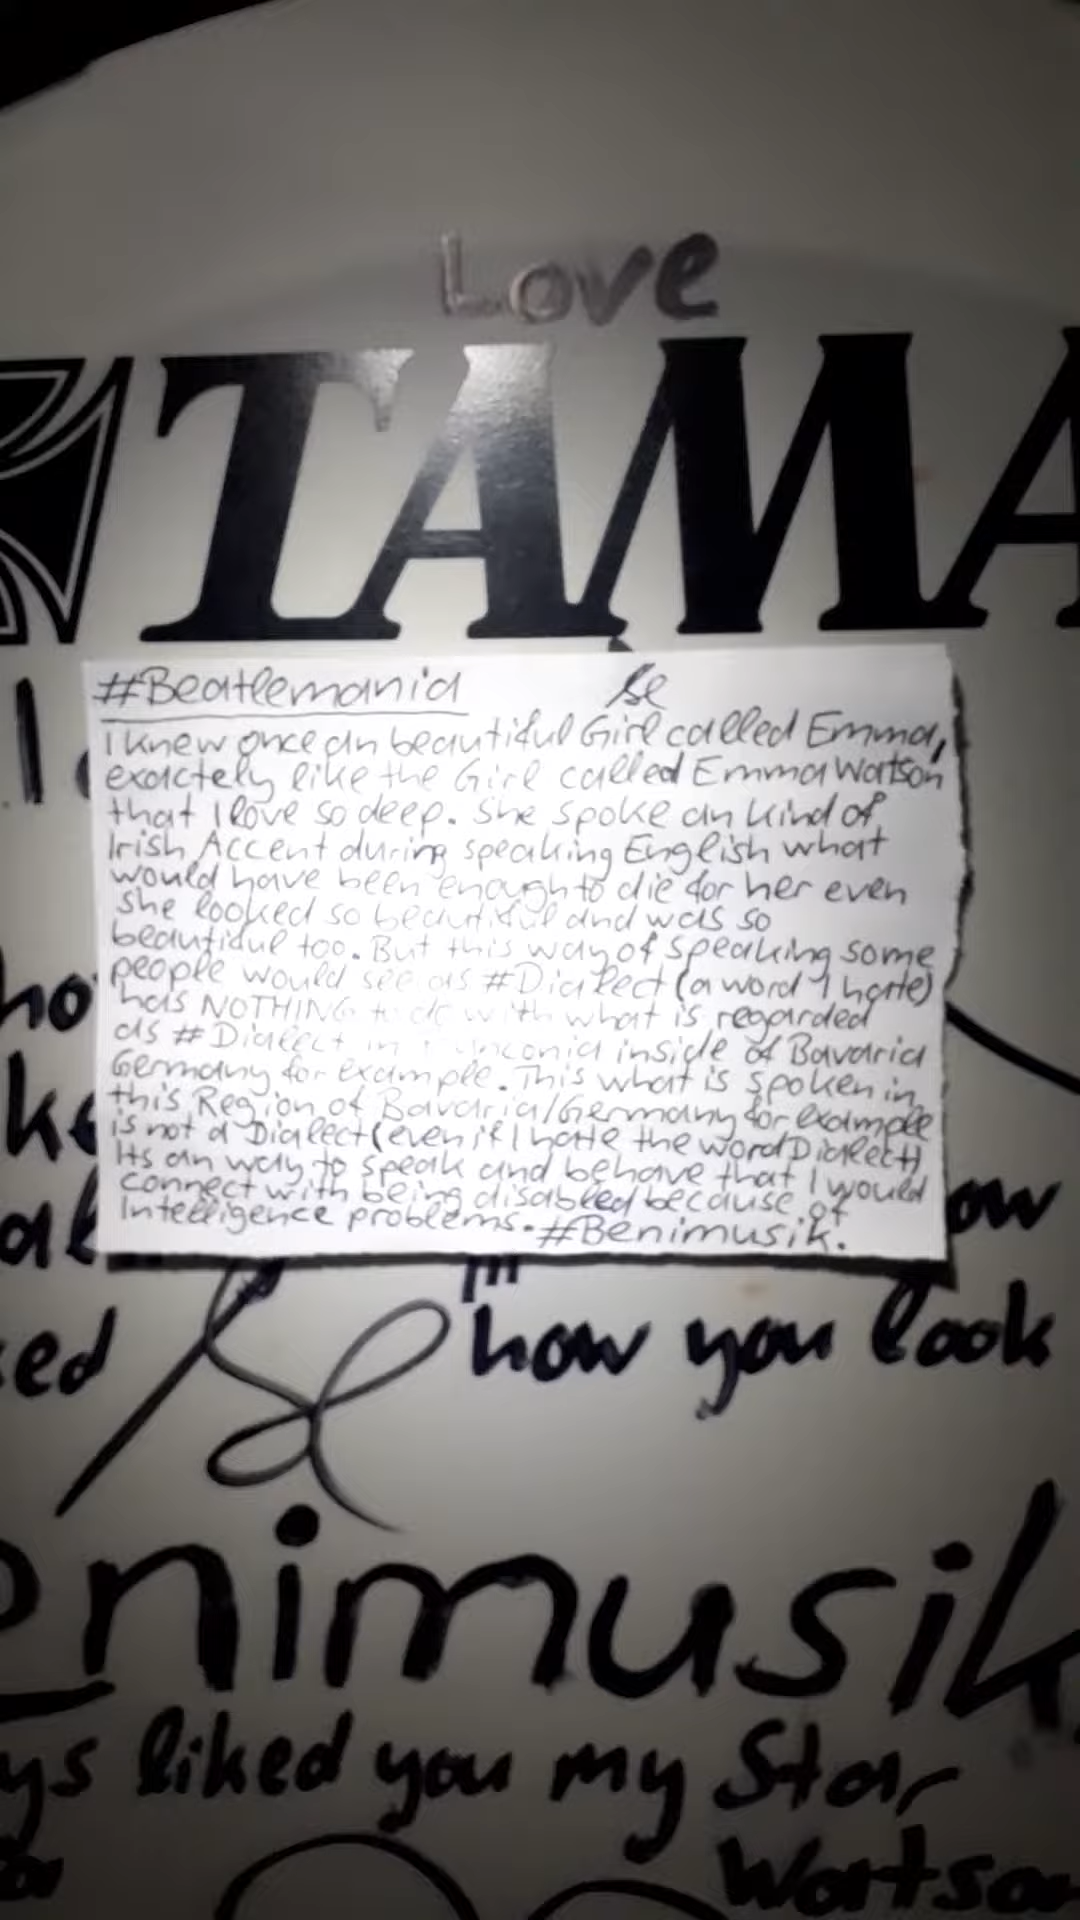 Love
TAMA
#Beatlemania
I knew once an beautiful Girl called Emma,
exactely like the Girl called Emma Watson
that I love so deep. She spoke an kind of
Irish Accent during speaking English what
would have been enough to die for her even
she looked so beautiful and was so
beautiful too. But this way of speaking some
people would see as #Dialect (a word I hate)
has NOTHING to do with what is regarded
as #Dialect in inside of Bavaria
Germany for example. This what is spoken in
this Region of Bavaria/Germany for example
is not a Dialect (even if I hate the word Dialect)
Its an way to speak and behave that I would
connect with being disabled because of
Intelligence problems. #Benimusik.
how you look
enimusik
ys liked you my Star
Watson